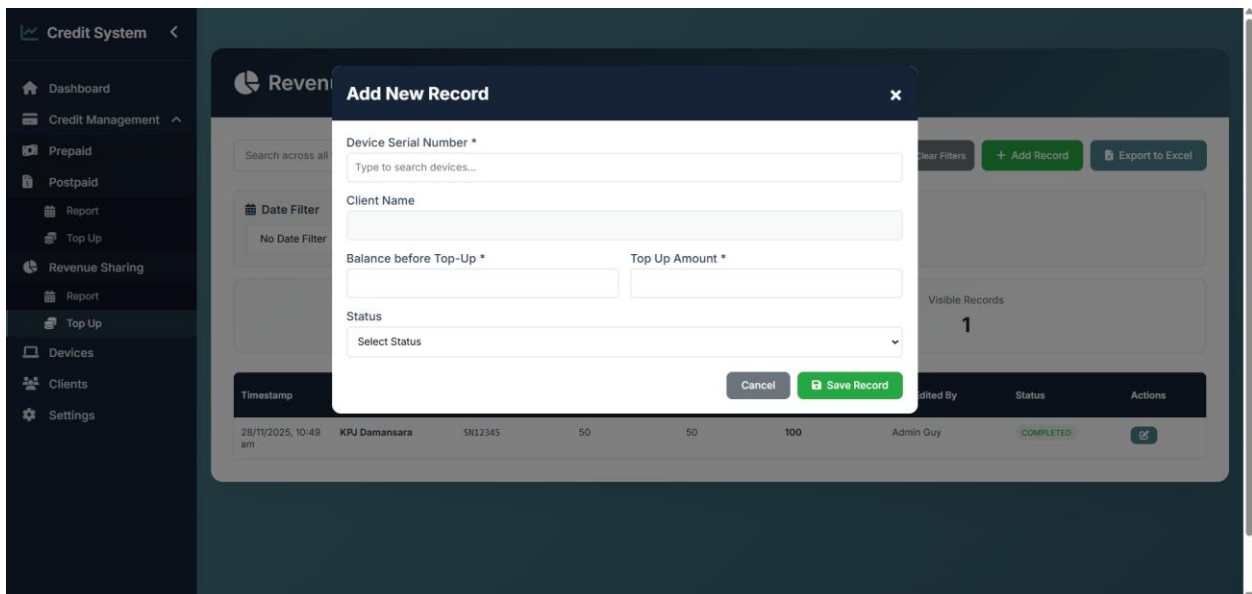 Credit System
Dashboard
Credit Management
Prepaid
Postpaid
Report
Top Up
Revenue Sharing
Report
Top Up
Devices
Clients
Settings
Reven
Search across all
Clear Filters
+ Add Record
Export to Excel
Date Filter
No Date Filter
Visible Records
1
Add New Record
Device Serial Number *
Type to search devices...
Client Name
Balance before Top-Up * Top Up Amount *
Status
Select Status
Cancel Save Record
Timestamp Edited By Status Actions
28/11/2025, 10:49 am KPJ Damansara SN12345 50 50 100 Admin Guy COMPLETED